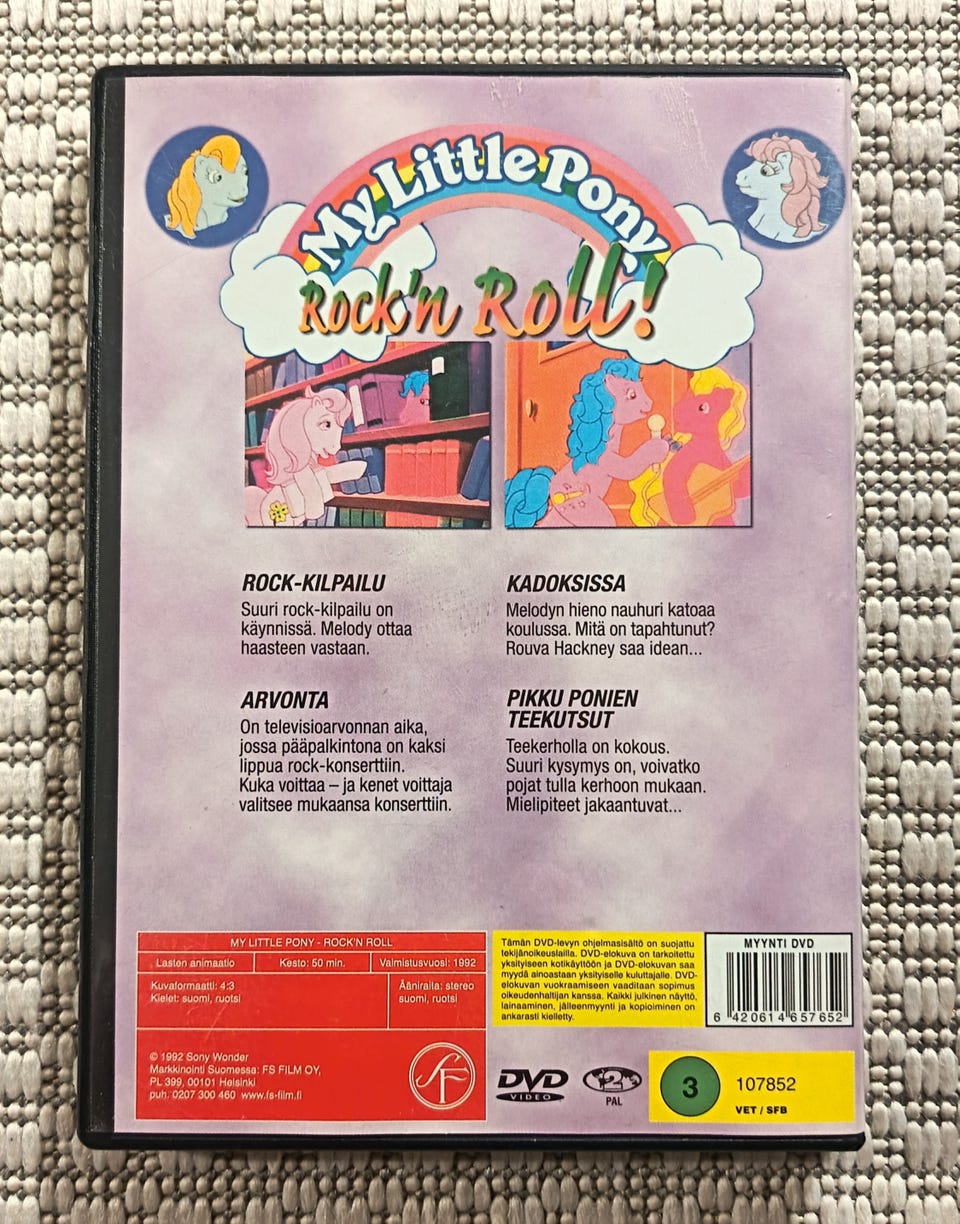 My Little Pony
Rock'n Roll!
ROCK-KILPAILU
Suuri rock-kilpailu on
käynnissä. Melody ottaa
haasteen vastaan.
KADOKSISSA
Melodyn hieno nauhuri katoaa
koulussa. Mitä on tapahtunut?
Rouva Hackney saa idean...
ARVONTA
On televisioarvonnan aika,
jossa pääpalkintona on kaksi
lippua rock-konserttiin.
Kuka voittaa – ja kenet voittaja
valitsee mukaansa konserttiin.
PIKKU PONIEN
TEEKUTSUT
Teekerholla on kokous.
Suuri kysymys on, voivatko
pojat tulla kerhoon mukaan.
Mielipiteet jakaantuvat...
MY LITTLE PONY - ROCK'N ROLL
Lasten animaatio Kesto: 50 min. Valmistusvuosi: 1992
Kuvaformaatti: 4:3
Kielet: suomi, ruotsi
Ääniraita: stereo
suomi, ruotsi
© 1992 Sony Wonder
Markkinointi Suomessa: FS FILM OY,
PL 399, 00101 Helsinki
puh. 0207 300 460 www.fs-film.fi
SF
Tämän DVD-levyn ohjelmasisältö on suojattu
tekijänoikeuslailla. DVD-elokuva on tarkoitettu
yksityiseen kotikäyttöön ja DVD-elokuvan saa
myydä ainoastaan yksityiselle kuluttajalle. DVD-
elokuvan vuokraamiseen vaaditaan sopimus
oikeudenhaltijan kanssa. Kaikki julkinen näyttö,
lainaaminen, jälleenmyynti ja kopioiminen on
ankarasti kielletty.
MYYNTI DVD
6 420614 657652
DVD
VIDEO
2
PAL
3
107852
VET / SFB